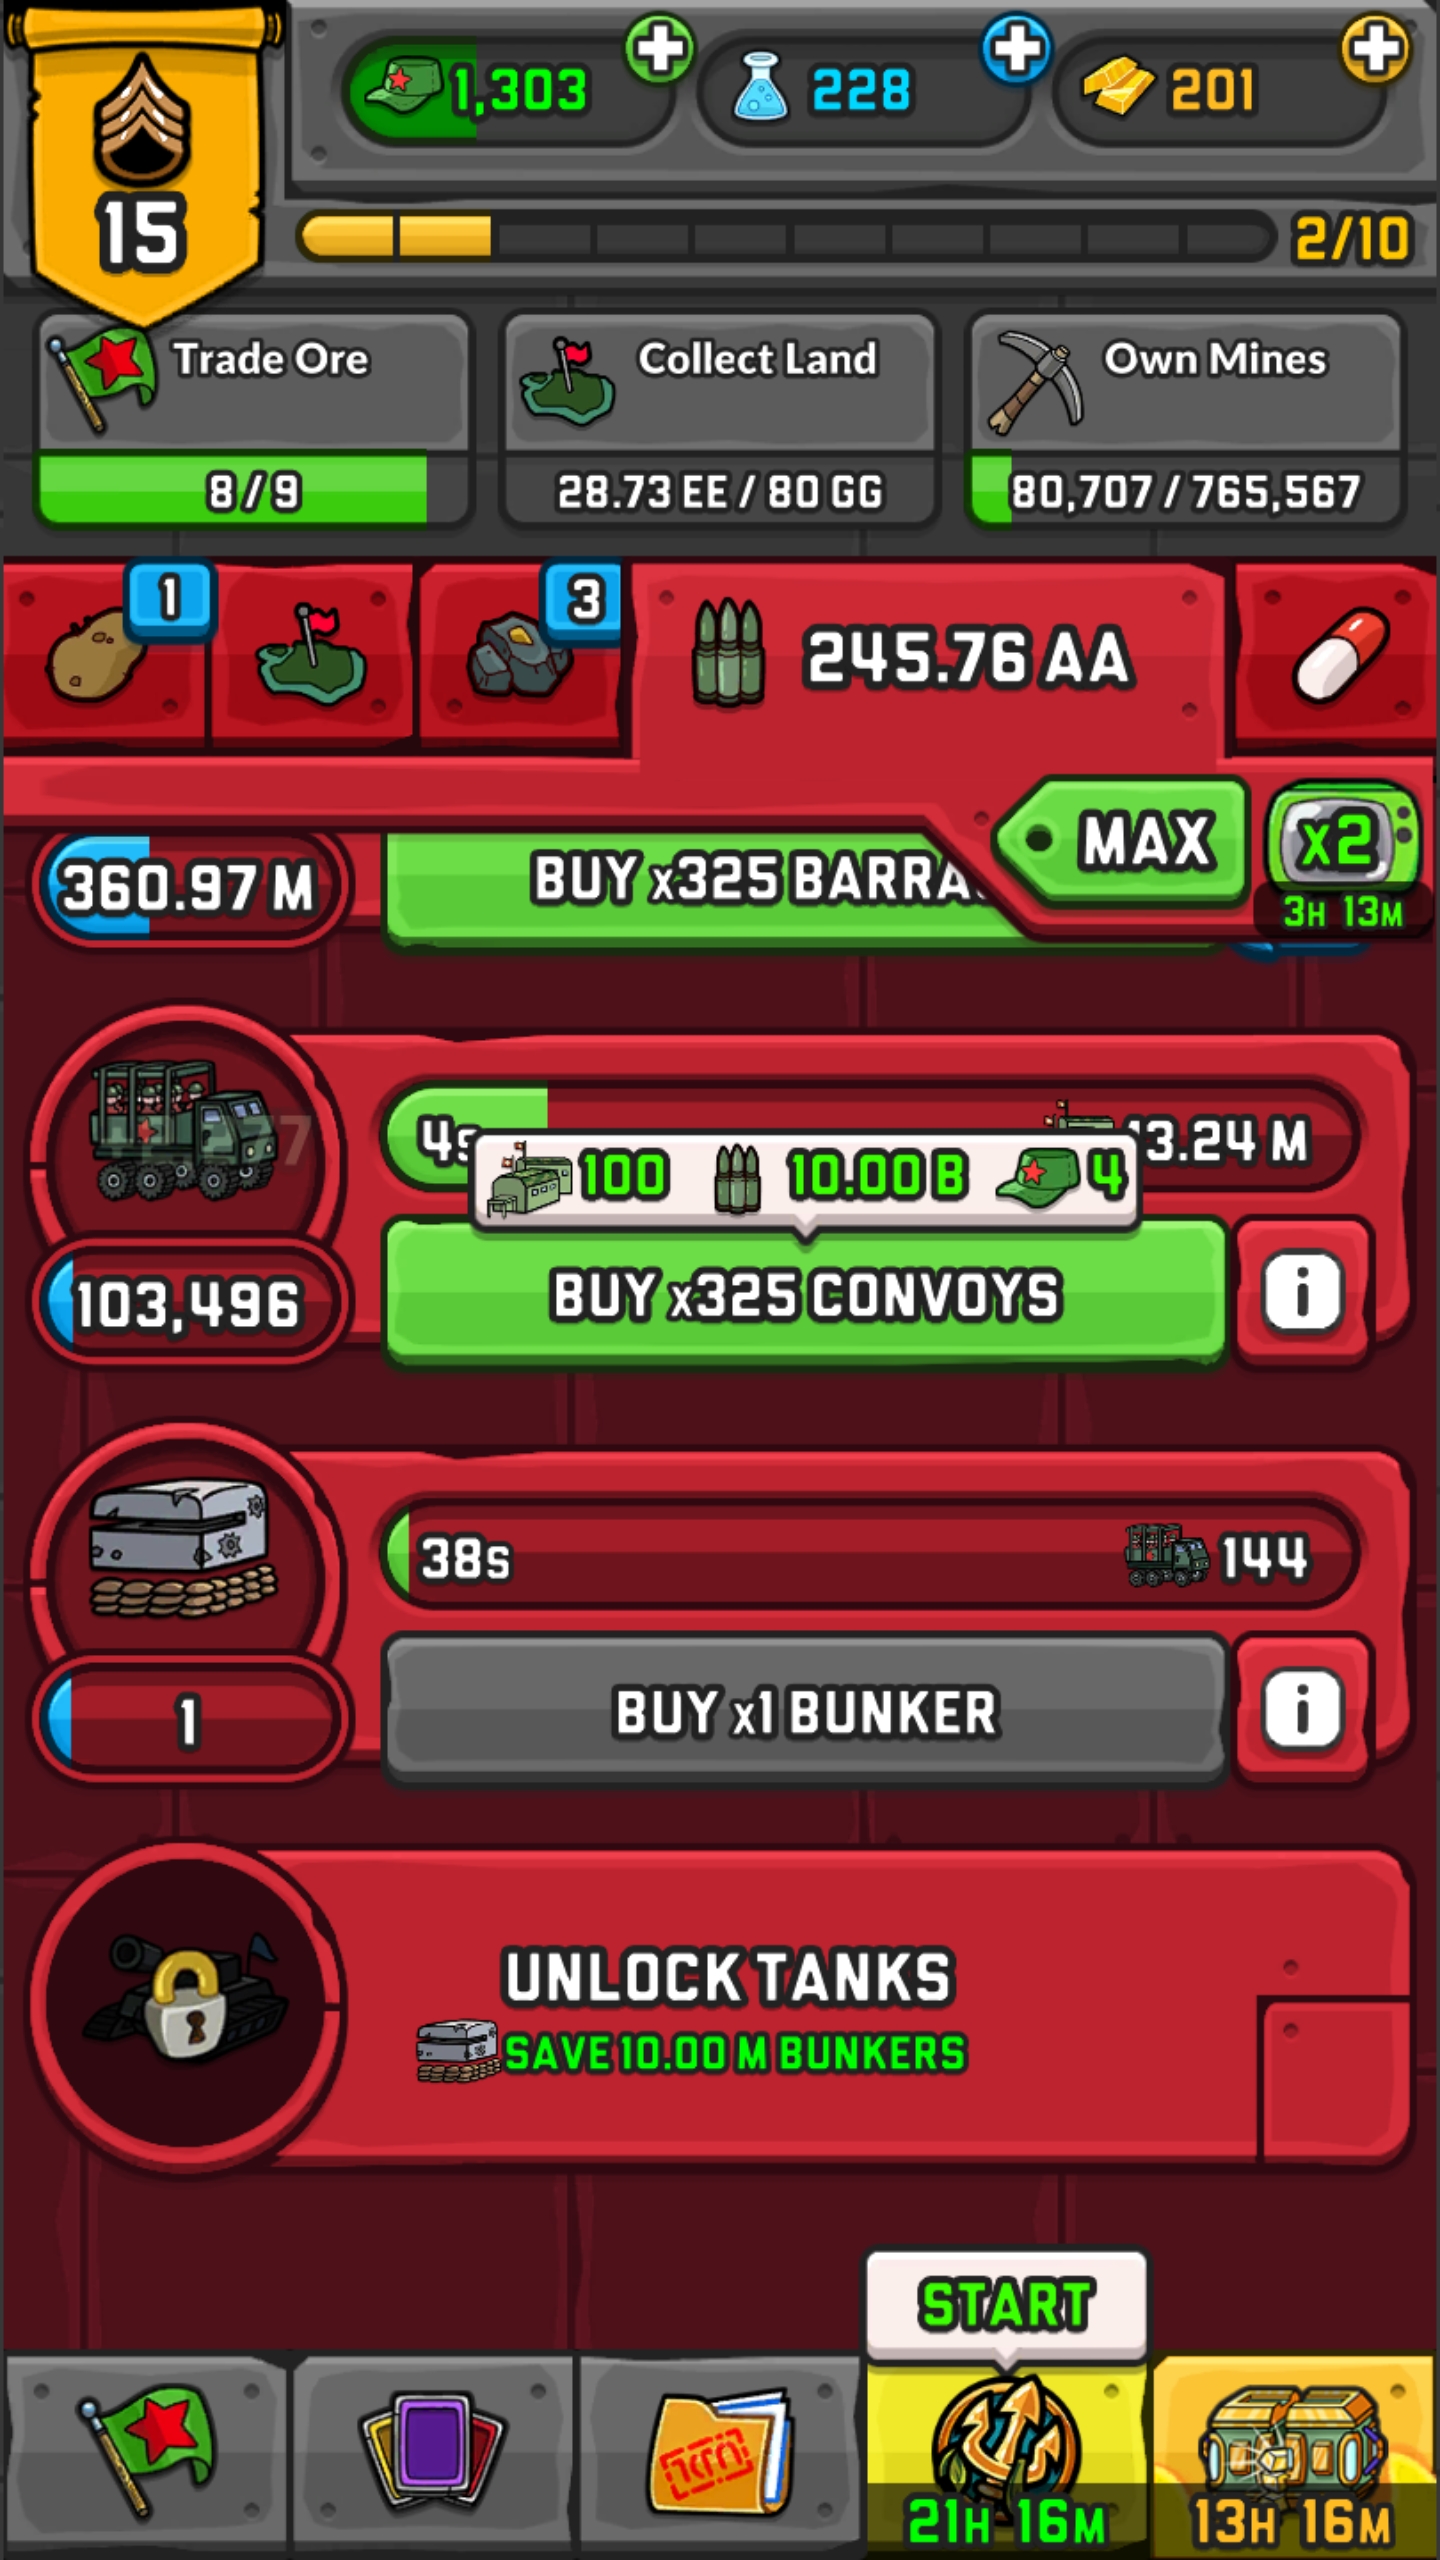 1,303
228
201
15
2/10
Trade Ore
Collect Land
Own Mines
8/9
28.73 EE / 80 GG
80,707 / 765,567
1
3
245.76 AA
MAX
x2
3H 13M
360.97 M
BUY x325
4s
3.24 M
100
10.00 B
4
103,496
BUY x325 CONVOYS
i
38s
144
1
BUY x1 BUNKER
i
UNLOCK TANKS
SAVE 10.00 M BUNKERS
START
21H 16M
13H 16M